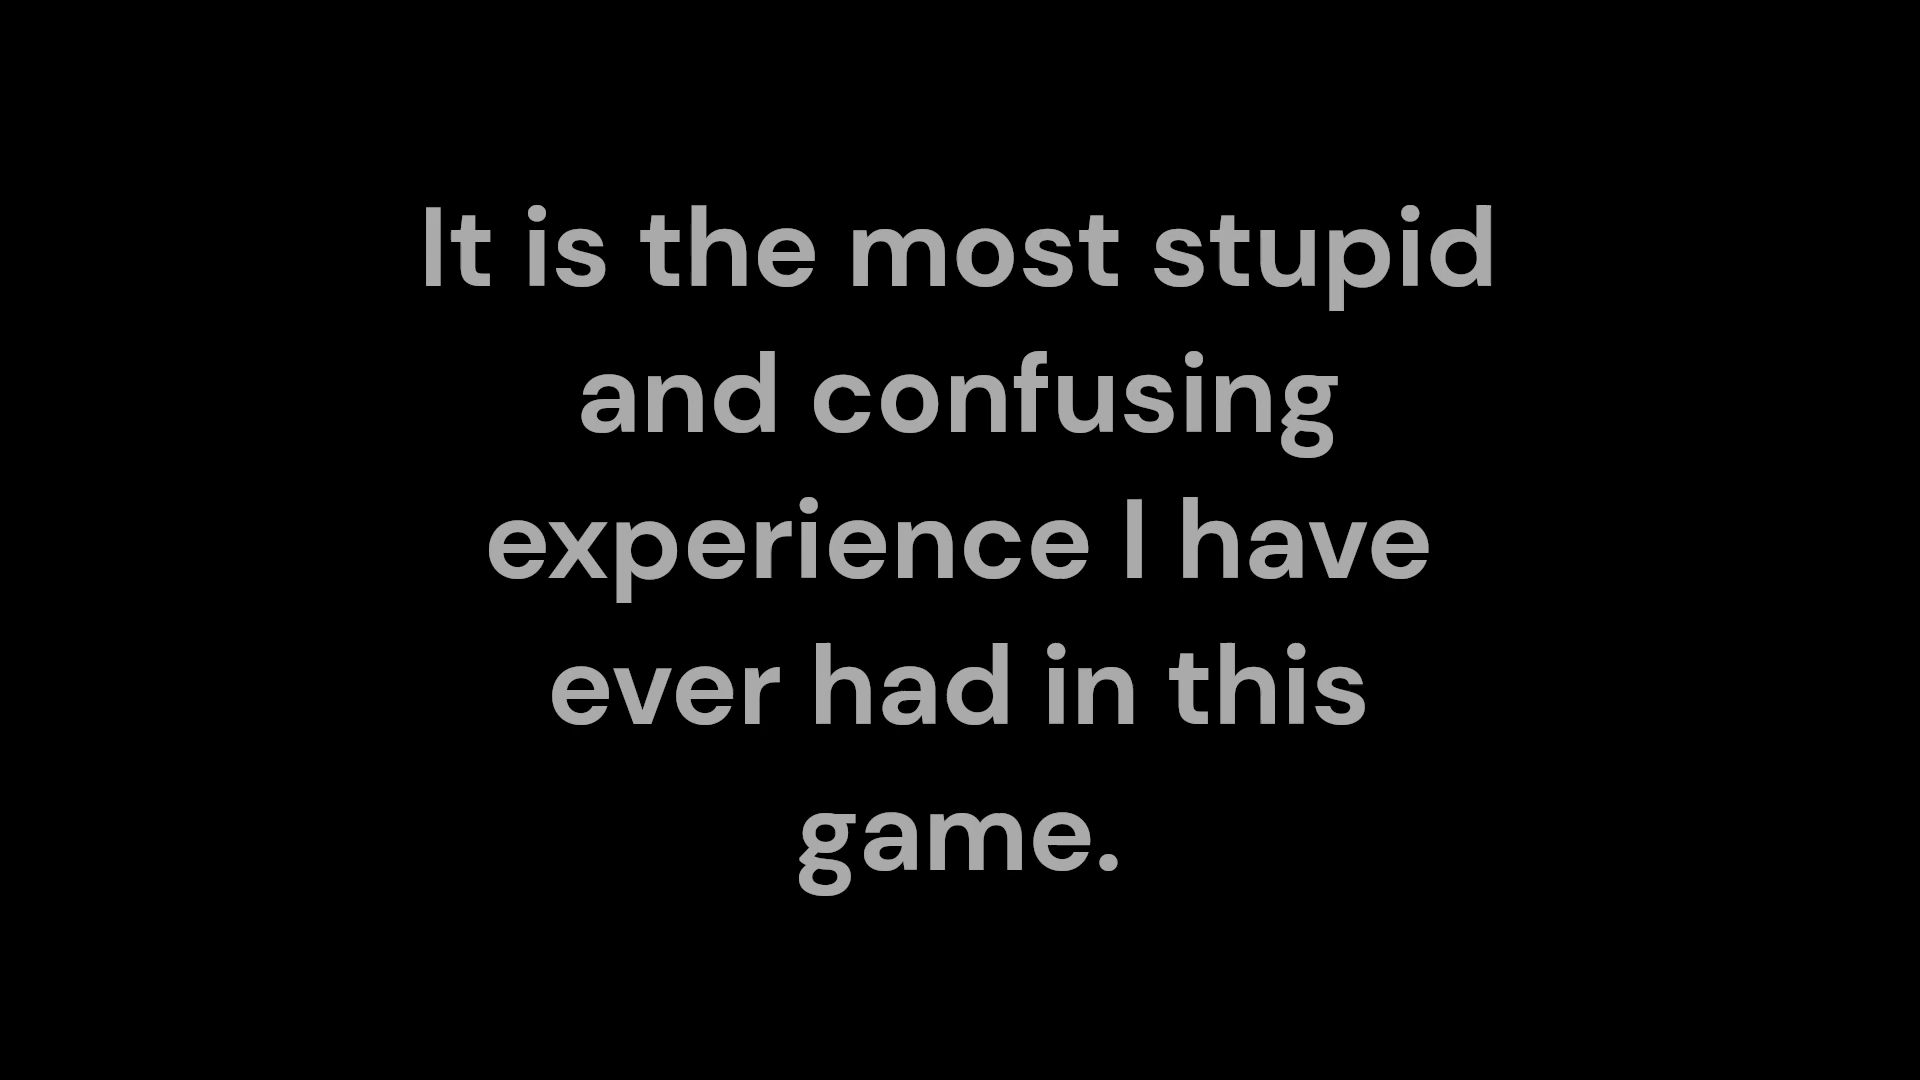 It is the most stupid
and confusing
experience I have
ever had in this
game.